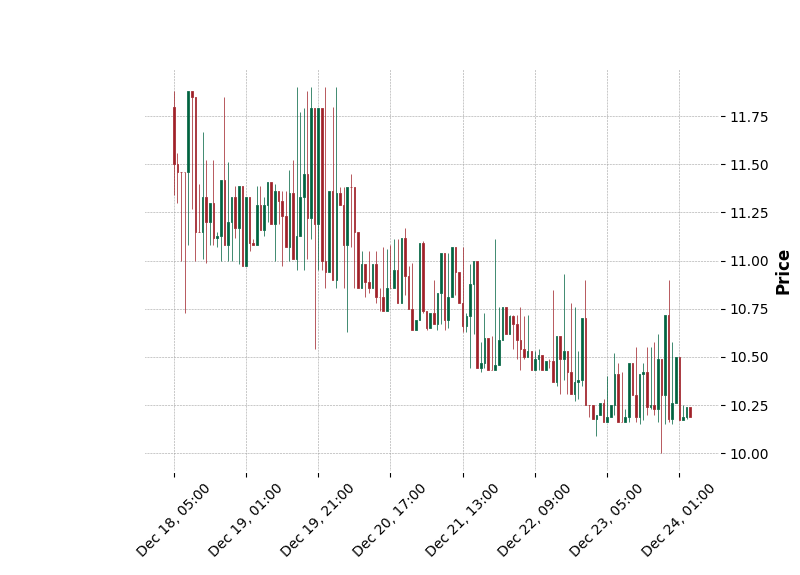 11.75
11.50
11.25
11.00
10.75
10.50
10.25
10.00
Price
Dec 18, 05:00
Dec 19, 01:00
Dec 19, 21:00
Dec 20, 17:00
Dec 21, 13:00
Dec 22, 09:00
Dec 23, 05:00
Dec 24, 01:00